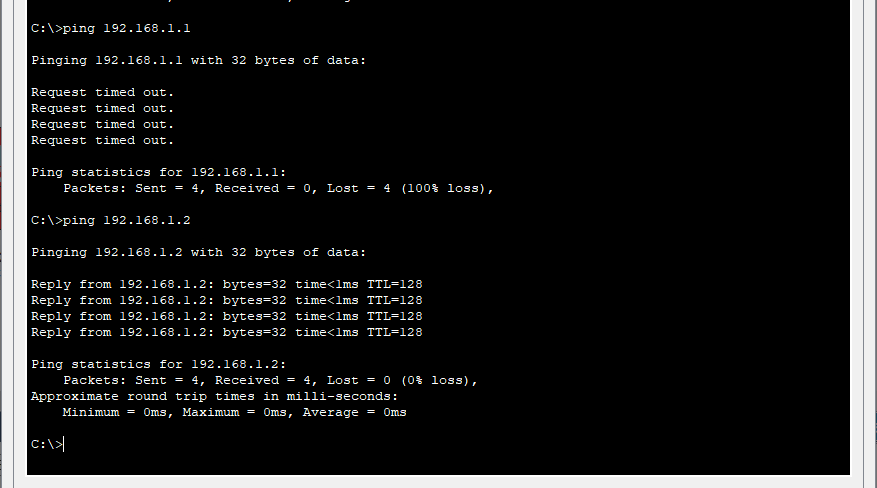 C:\>ping 192.168.1.1
Pinging 192.168.1.1 with 32 bytes of data:
Request timed out.
Request timed out.
Request timed out.
Request timed out.
Ping statistics for 192.168.1.1:
Packets: Sent = 4, Received = 0, Lost = 4 (100% loss),
C:\>ping 192.168.1.2
Pinging 192.168.1.2 with 32 bytes of data:
Reply from 192.168.1.2: bytes=32 time<1ms TTL=128
Reply from 192.168.1.2: bytes=32 time<1ms TTL=128
Reply from 192.168.1.2: bytes=32 time<1ms TTL=128
Reply from 192.168.1.2: bytes=32 time<1ms TTL=128
Ping statistics for 192.168.1.2:
Packets: Sent = 4, Received = 4, Lost = 0 (0% loss),
Approximate round trip times in milli-seconds:
Minimum = 0ms, Maximum = 0ms, Average = 0ms
C:\>